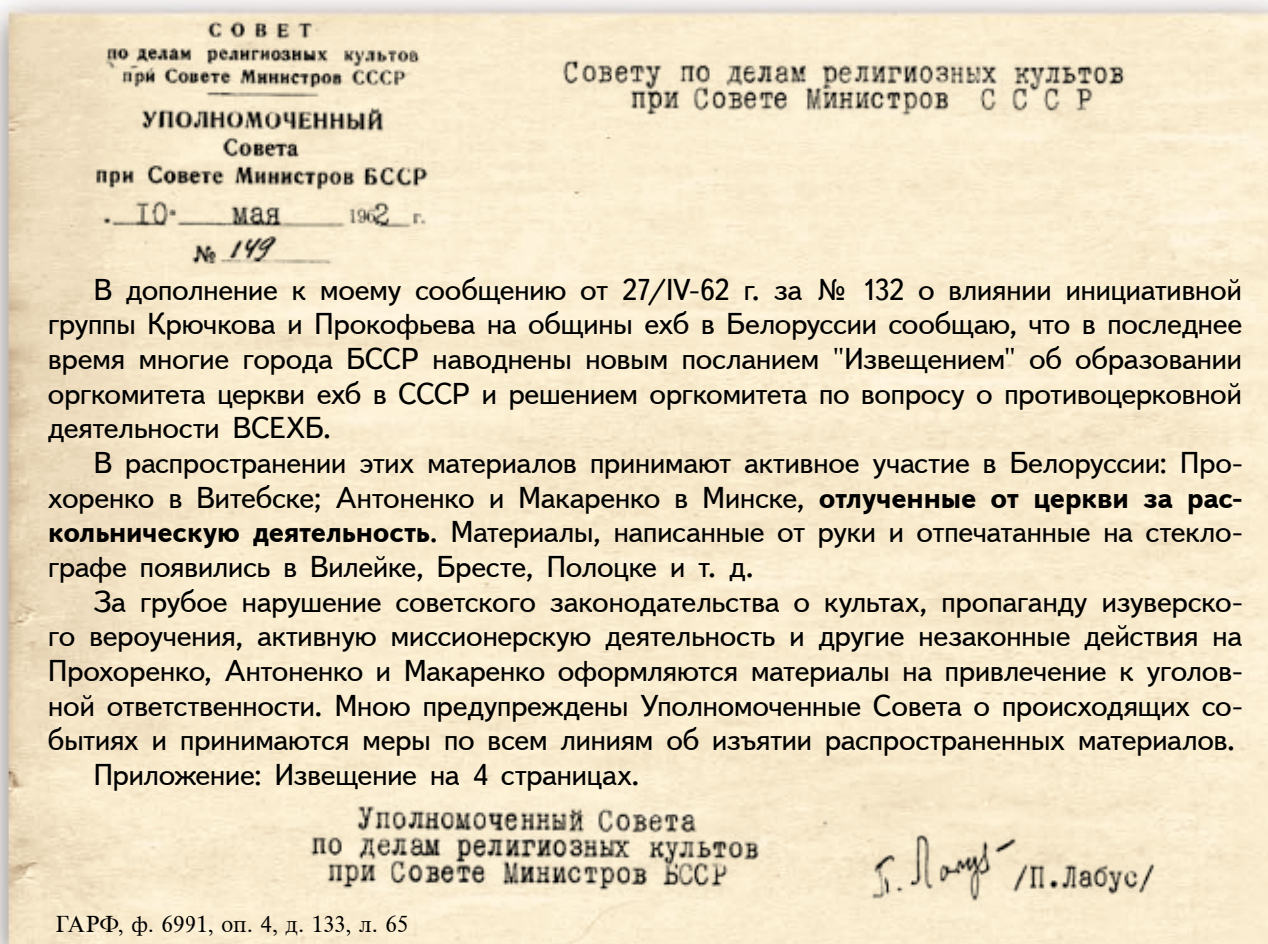 СОВЕТ
по делам религиозных культов
при Совете Министров СССР
УПОЛНОМОЧЕННЫЙ
Совета
при Совете Министров БССР
. 10· мая 1962 г.
№ 149
Совету по делам религиозных культов
при Совете Министров С С С Р
В дополнение к моему сообщению от 27/IV-62 г. за № 132 о влиянии инициативной
группы Крючкова и Прокофьева на общины ехб в Белоруссии сообщаю, что в последнее
время многие города БССР наводнены новым посланием "Извещением" об образовании
оргкомитета церкви ехб в СССР и решением оргкомитета по вопросу о противоцерковной
деятельности ВСЕХБ.
В распространении этих материалов принимают активное участие в Белоруссии: Про-
хоренко в Витебске; Антоненко и Макаренко в Минске, отлученные от церкви за рас-
кольническую деятельность. Материалы, написанные от руки и отпечатанные на стекло-
графе появились в Вилейке, Бресте, Полоцке и т. д.
За грубое нарушение советского законодательства о культах, пропаганду изуверско-
го вероучения, активную миссионерскую деятельность и другие незаконные действия на
Прохоренко, Антоненко и Макаренко оформляются материалы на привлечение к уголов-
ной ответственности. Мною предупреждены Уполномоченные Совета о происходящих со-
бытиях и принимаются меры по всем линиям об изъятии распространенных материалов.
Приложение: Извещение на 4 страницах.
Уполномоченный Совета
по делам религиозных культов
при Совете Министров БССР
/П.Лабус/
ГАРФ, ф. 6991, оп. 4, д. 133, л. 65